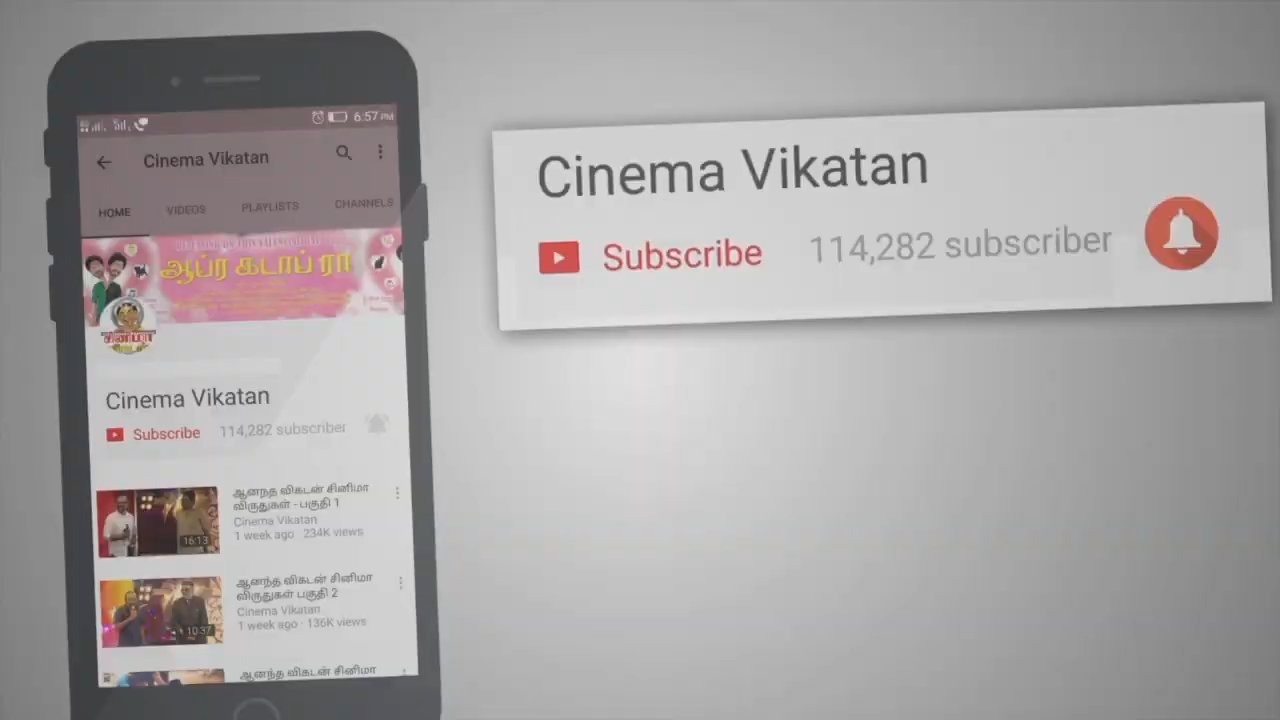 6:57 PM
Cinema Vikatan
HOME VIDEOS PLAYLISTS CHANNELS
ஆப்ர கடாப் ரா
Cinema Vikatan
Subscribe 114,282 subscriber
ஆனந்த விகடன் சினிமா
விருதுகள் - பகுதி 1
Cinema Vikatan
1 week ago · 234K views
16:13
ஆனந்த விகடன் சினிமா
விருதுகள் பகுதி 2
Cinema Vikatan
1 week ago · 136K views
10:37
ஆனந்த விகடன் சினிமா
Cinema Vikatan
Subscribe 114,282 subscriber